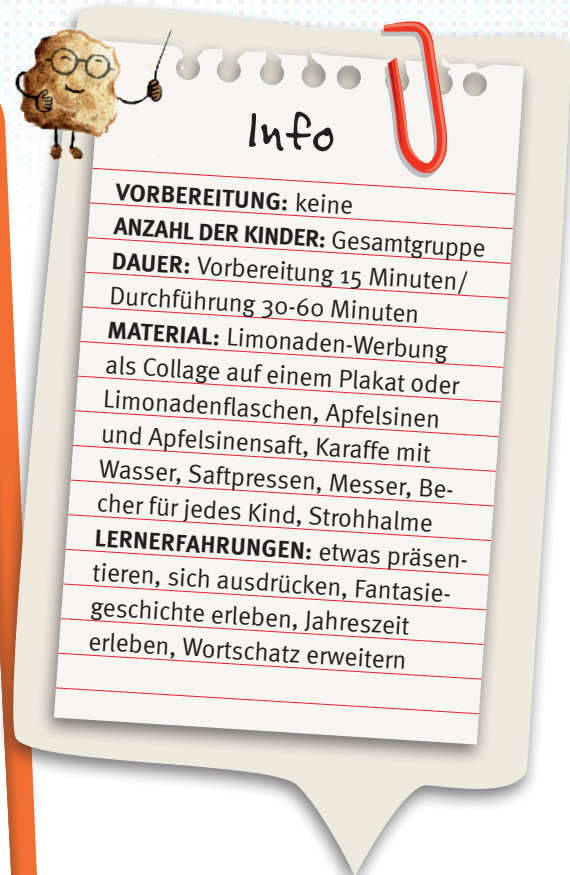 Info
VORBEREITUNG: keine
ANZAHL DER KINDER: Gesamtgruppe
DAUER: Vorbereitung 15 Minuten/
Durchführung 30-60 Minuten
MATERIAL: Limonaden-Werbung
als Collage auf einem Plakat oder
Limonadenflaschen, Apfelsinen
und Apfelsinensaft, Karaffe mit
Wasser, Saftpressen, Messer, Be-
cher für jedes Kind, Strohhalme
LERNERFAHRUNGEN: etwas präsen-
tieren, sich ausdrücken, Fantasie-
geschichte erleben, Jahreszeit
erleben, Wortschatz erweitern